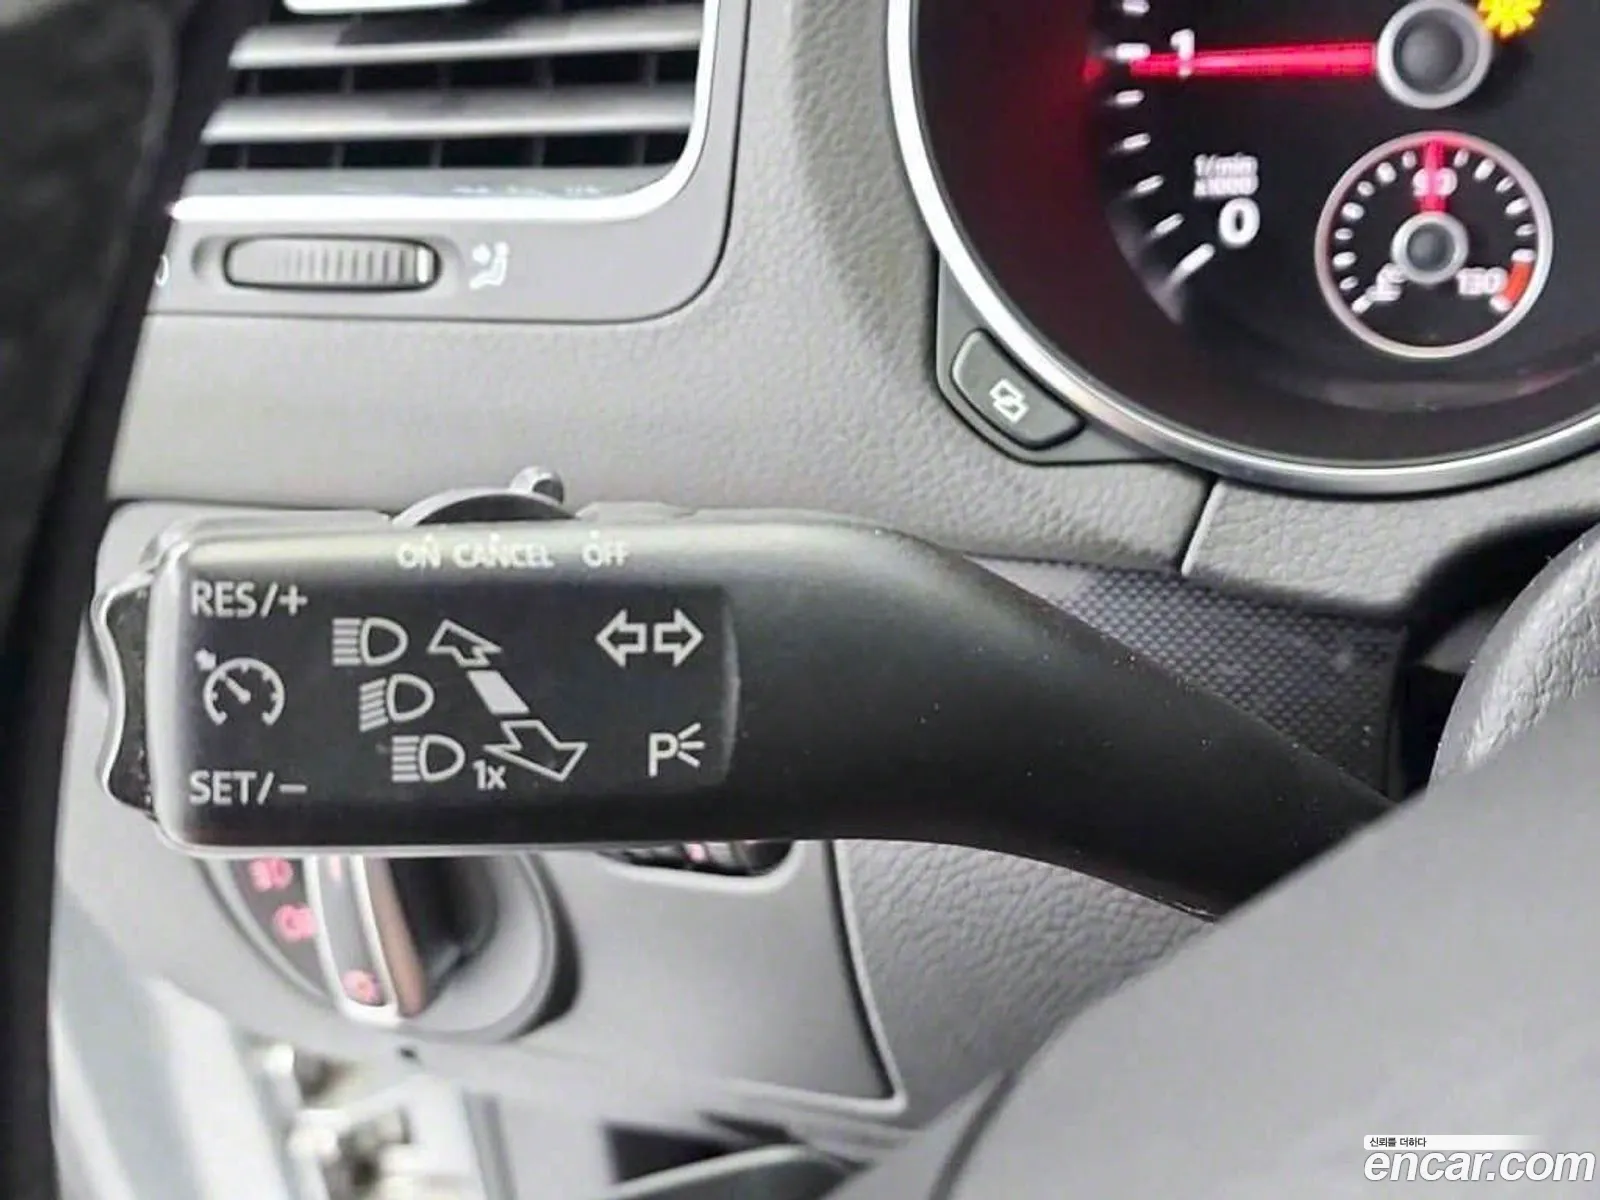 1
1/min
x1000
0
90
130
ON CANCEL OFF
RES/+
SET/−
1x
P
신뢰를 더하다
encar.com